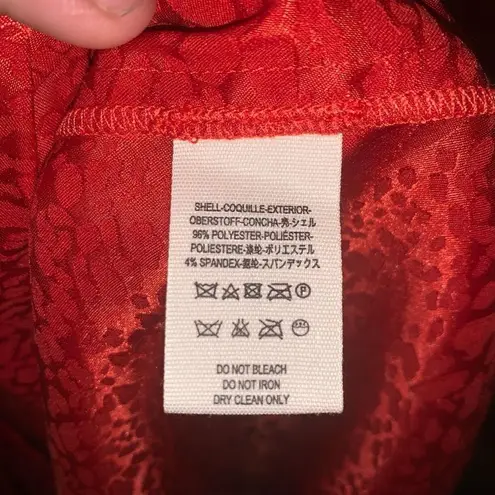 SHELL-COQUILLE-EXTERIOR-
OBERSTOFF-CONCHA-壳-シェル
96% POLYESTER-POLIÉSTER-
POLIESTERE-涤纶-ポリエステル
4% SPANDEX-氨纶-スパンデックス
P
DO NOT BLEACH
DO NOT IRON
DRY CLEAN ONLY